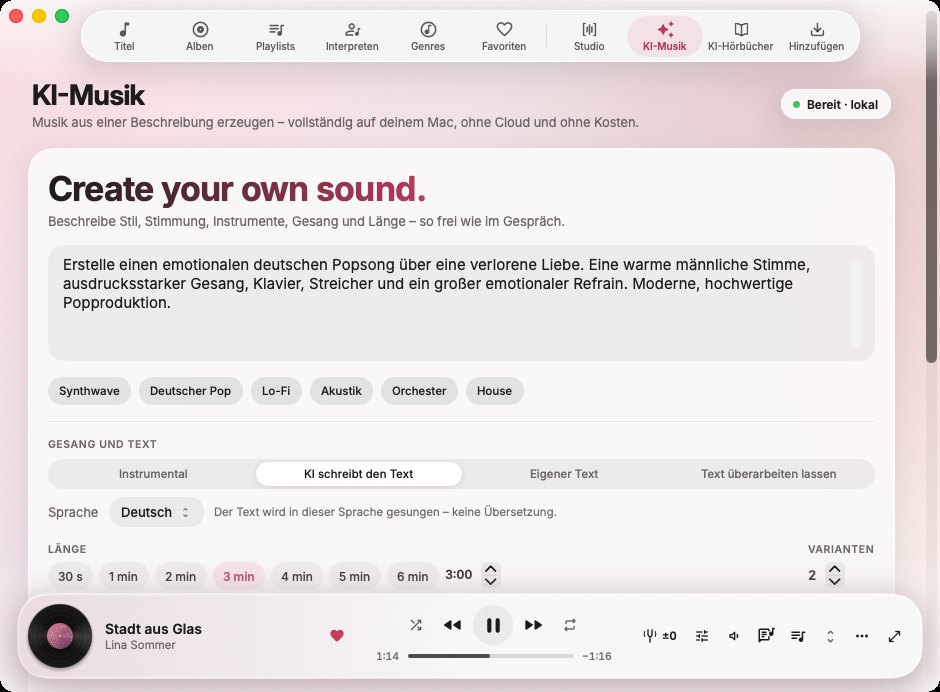 Titel
Alben
Playlists
Interpreten
Genres
Favoriten
Studio
KI-Musik
KI-Hörbücher
Hinzufügen
KI-Musik
Musik aus einer Beschreibung erzeugen – vollständig auf deinem Mac, ohne Cloud und ohne Kosten.
Bereit · lokal
Create your own sound.
Beschreibe Stil, Stimmung, Instrumente, Gesang und Länge – so frei wie im Gespräch.
Erstelle einen emotionalen deutschen Popsong über eine verlorene Liebe. Eine warme männliche Stimme,
ausdrucksstarker Gesang, Klavier, Streicher und ein großer emotionaler Refrain. Moderne, hochwertige
Popproduktion.
Synthwave
Deutscher Pop
Lo-Fi
Akustik
Orchester
House
GESANG UND TEXT
Instrumental
KI schreibt den Text
Eigener Text
Text überarbeiten lassen
Sprache
Deutsch
Der Text wird in dieser Sprache gesungen – keine Übersetzung.
LÄNGE
VARIANTEN
30 s
1 min
2 min
3 min
4 min
5 min
6 min
3:00
2
Stadt aus Glas
Lina Sommer
1:14
−1:16
±0